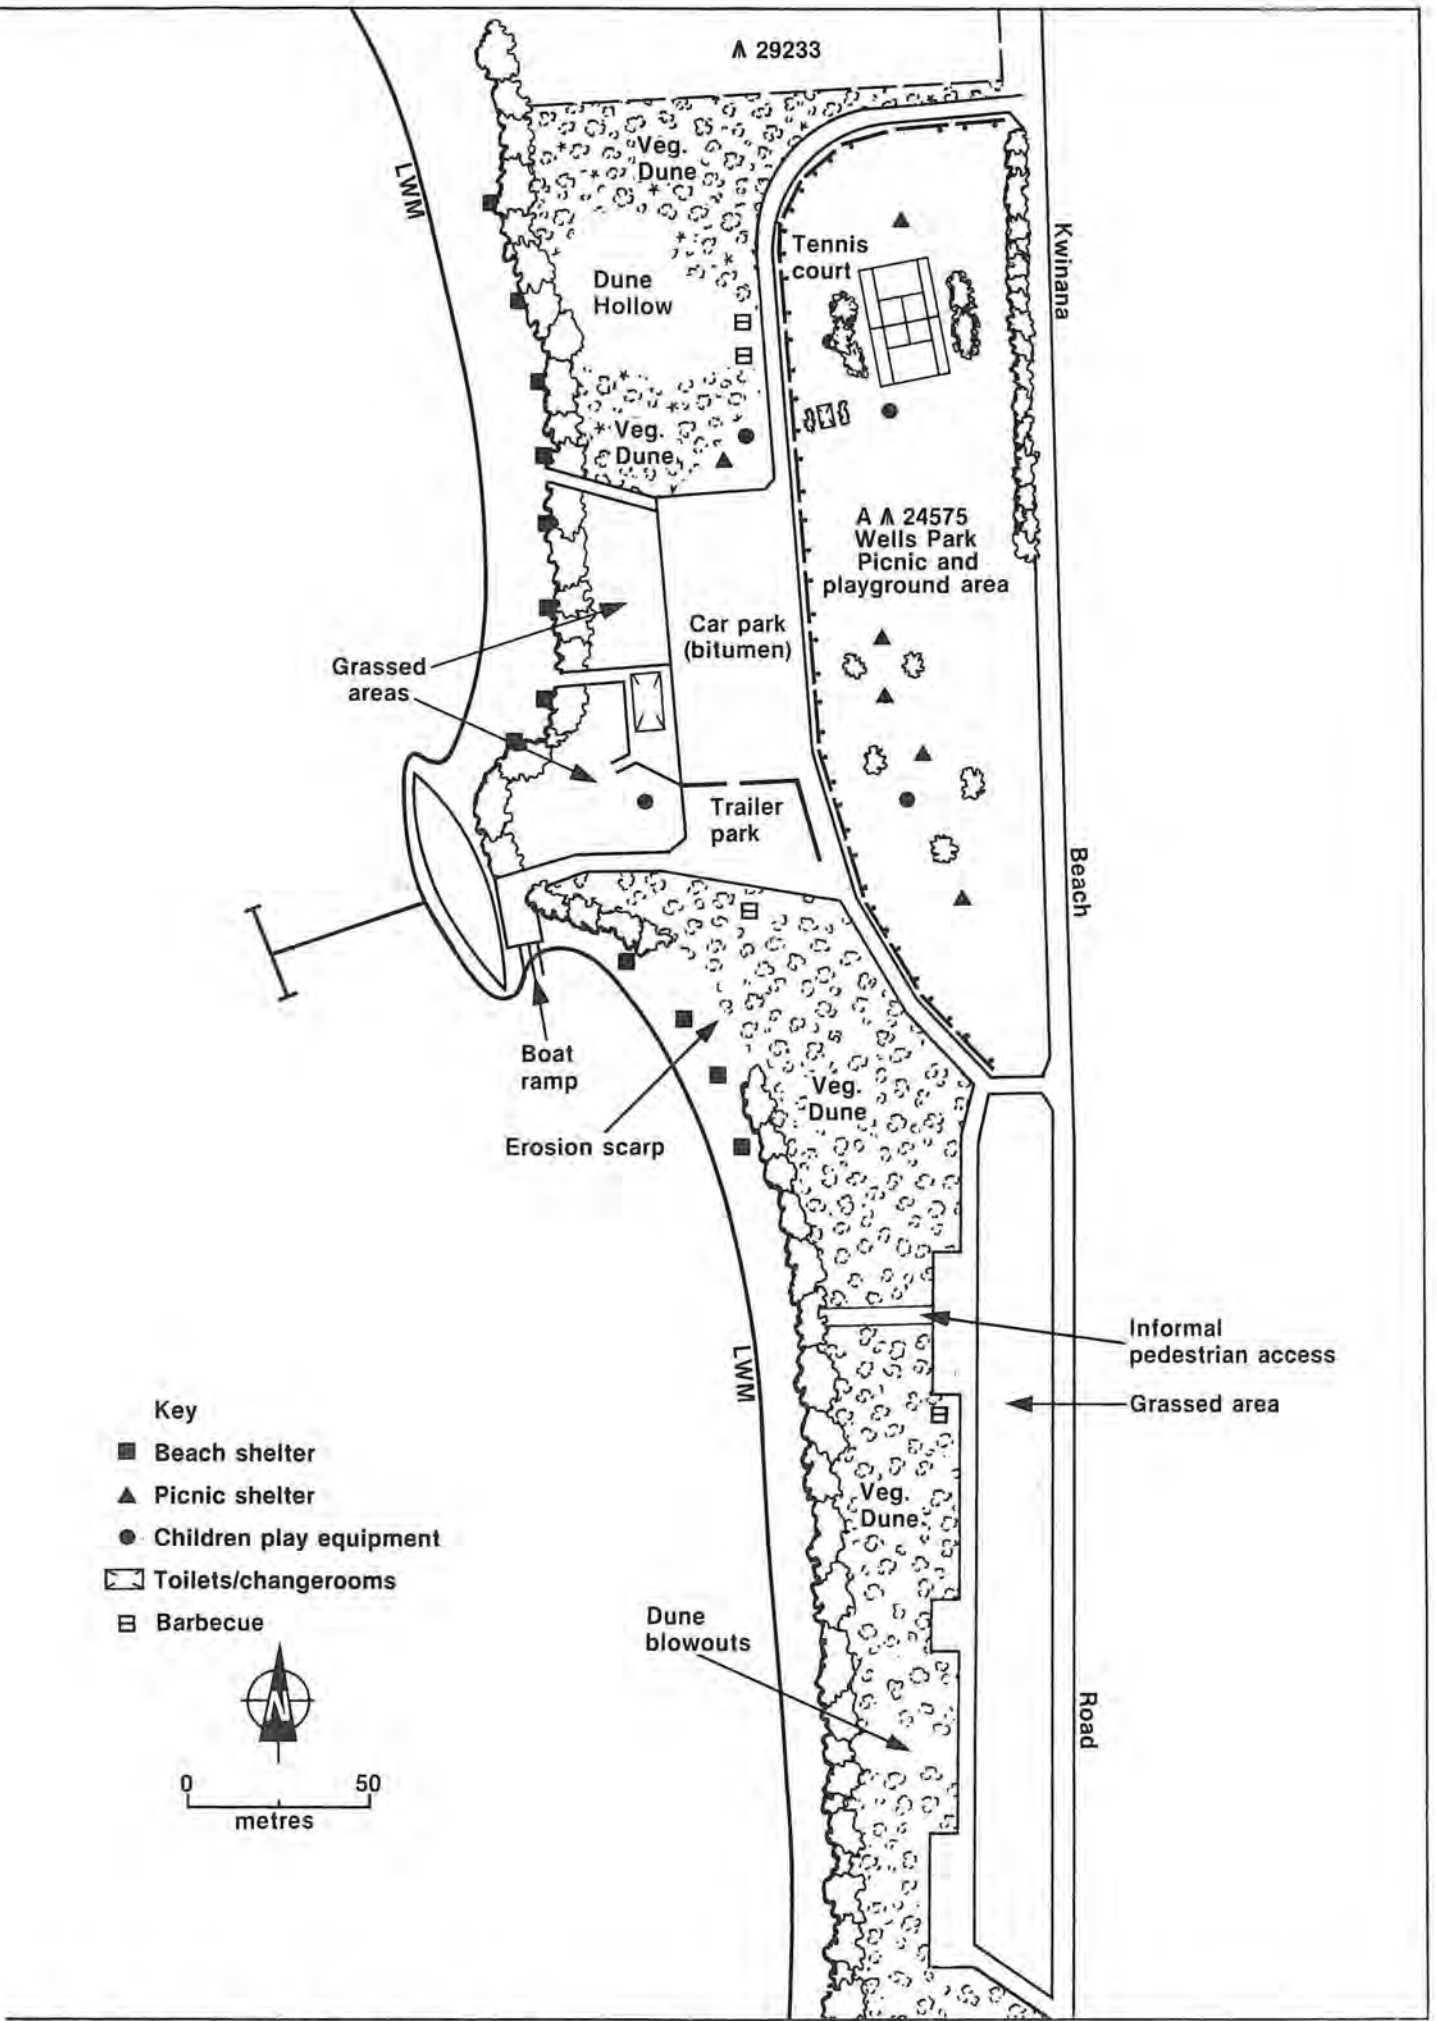 ⩚ 29233
LWM
Veg.
Dune
Kwinana
Tennis
court
Dune
Hollow
Veg.
Dune
A ⩚ 24575
Wells Park
Picnic and
playground area
Car park
(bitumen)
Grassed
areas
Trailer
park
Beach
Boat
ramp
Veg.
Dune
Erosion scarp
Informal
pedestrian access
LWM
Grassed area
Key
Beach shelter
Picnic shelter
Children play equipment
Toilets/changerooms
Barbecue
Veg.
Dune
Dune
blowouts
Road
N
0 50
metres